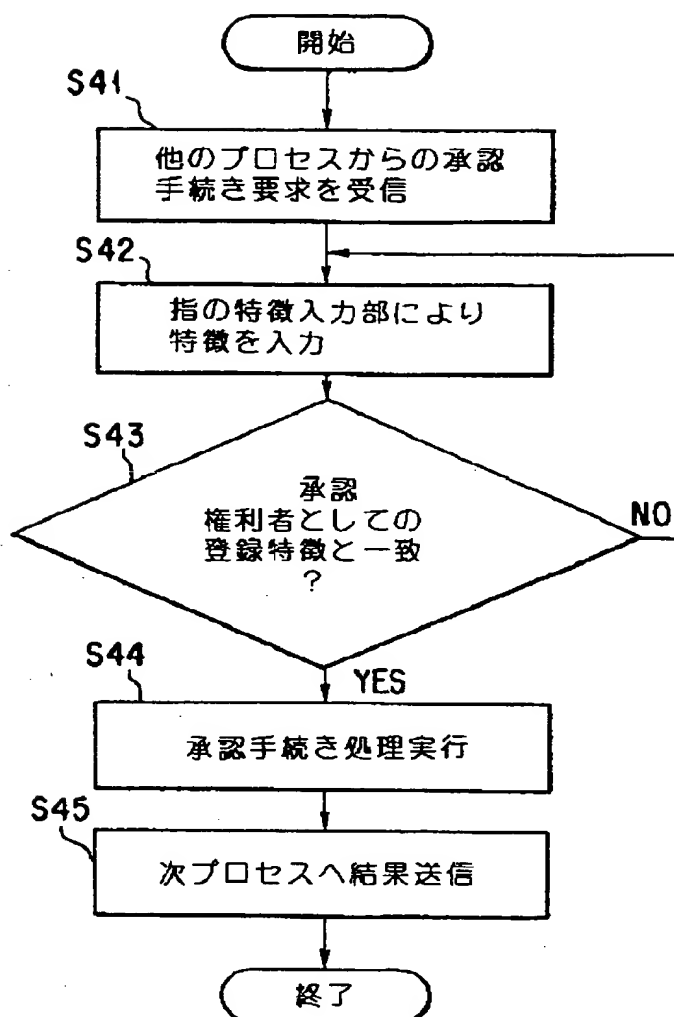 開始
S41
他のプロセスからの承認
手続き要求を受信
S42
指の特徴入力部により
特徴を入力
S43
承認
権利者としての
登録特徴と一致
?
NO
YES
S44
承認手続き処理実行
S45
次プロセスへ結果送信
終了